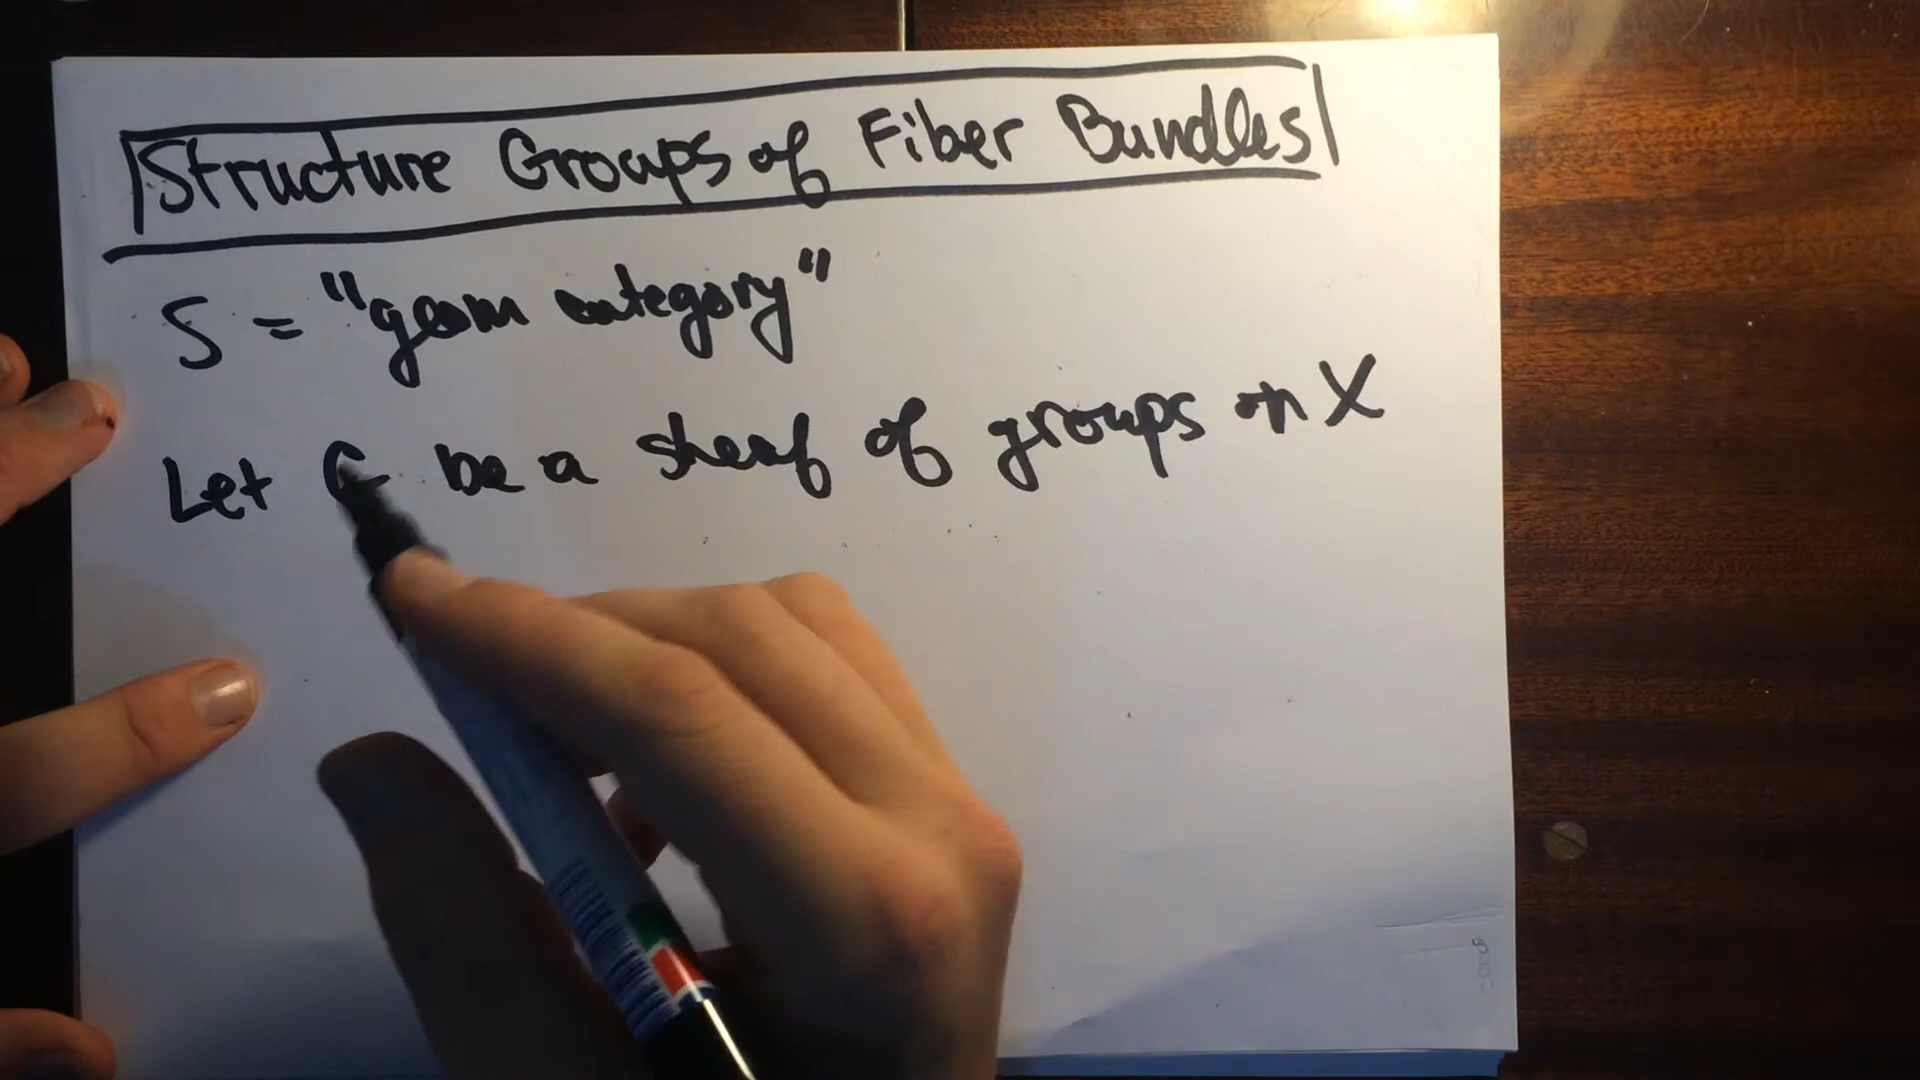 Structure Groups of Fiber Bundles
S = "geom category"
Let G be a sheaf of groups on X